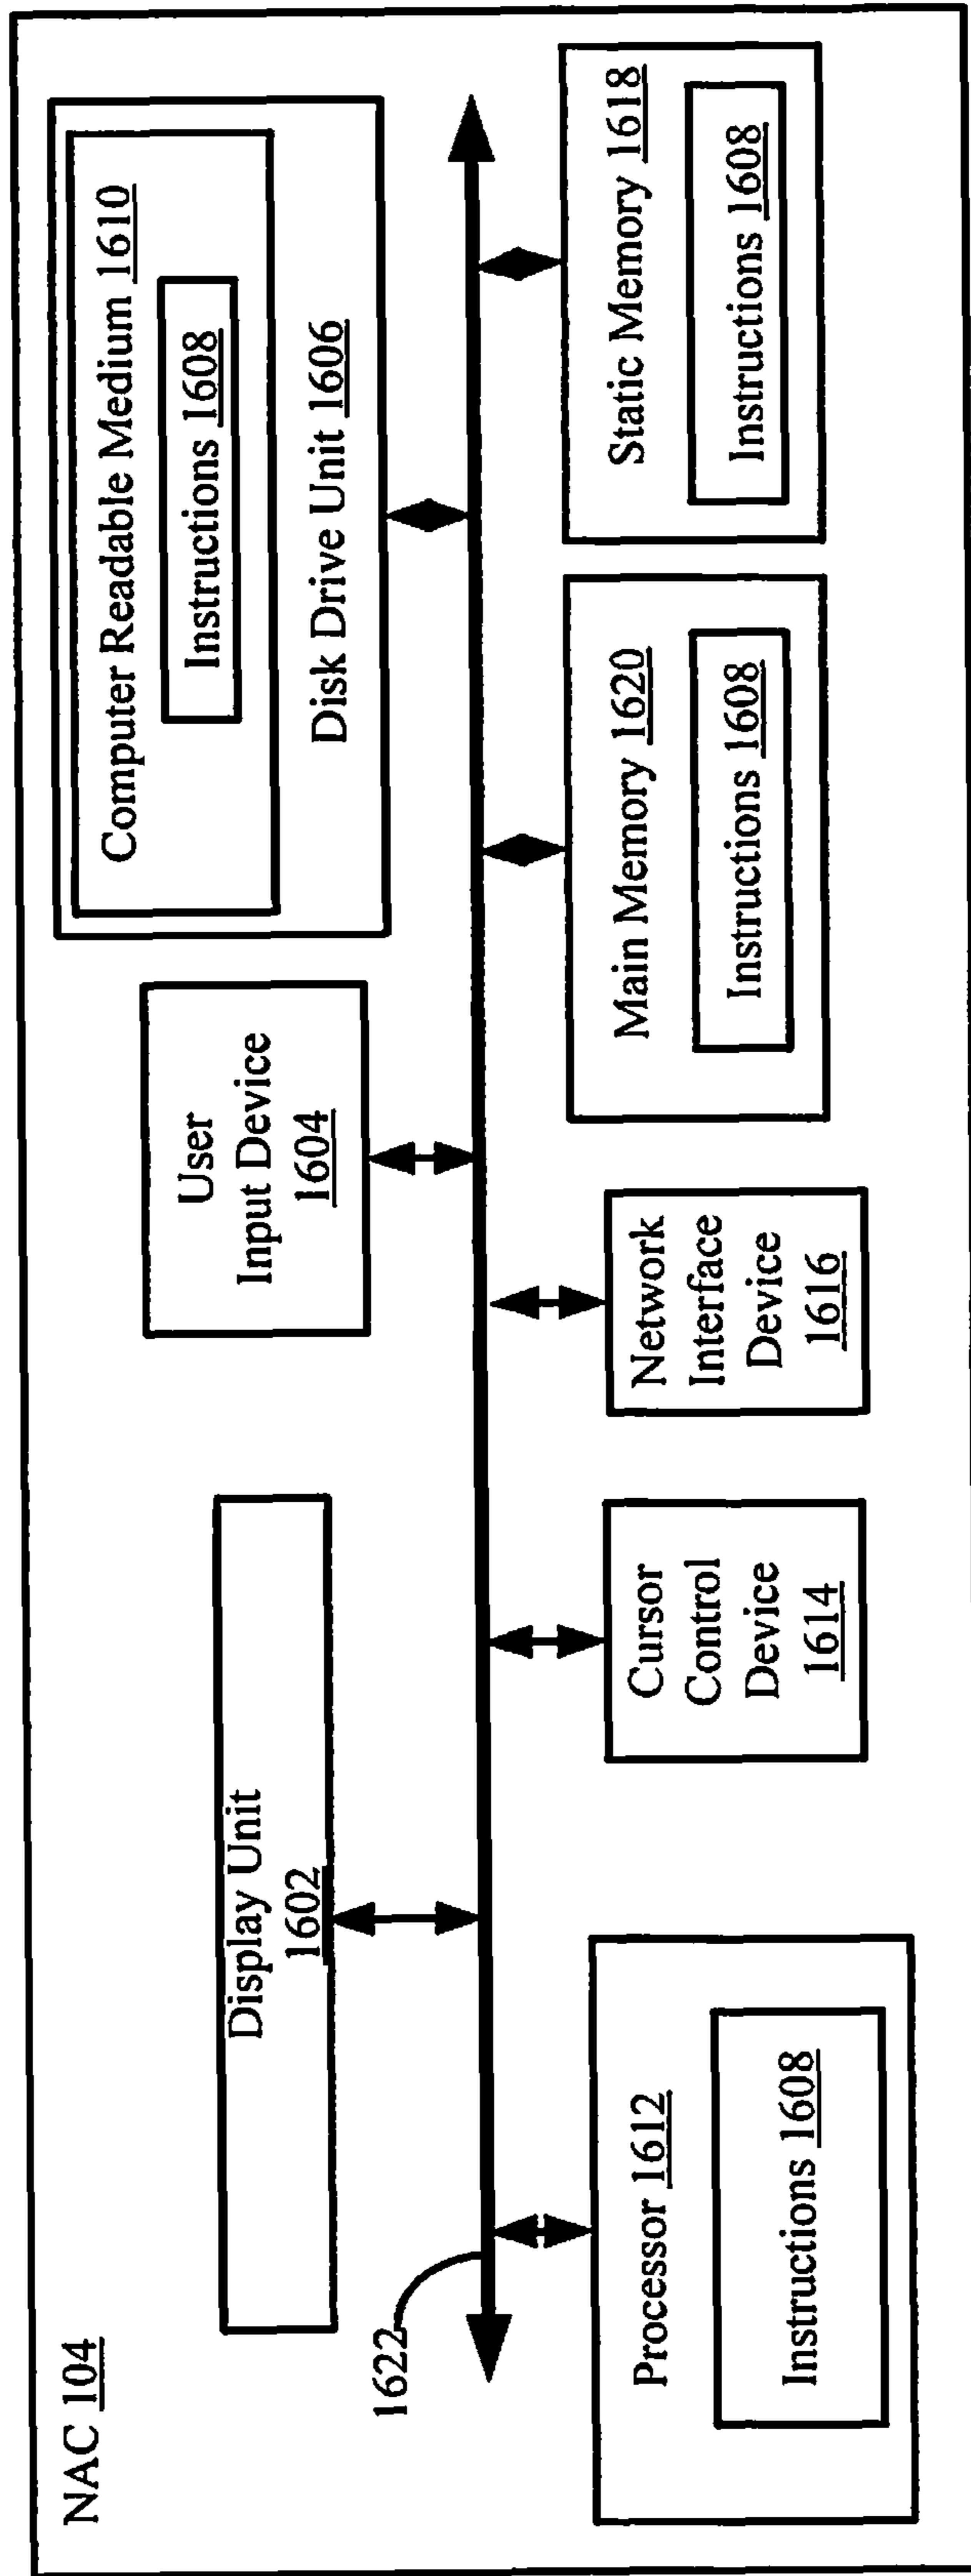 NAC 104
Display Unit
1602
User
Input Device
1604
Computer Readable Medium 1610
Instructions 1608
Disk Drive Unit 1606
1622
Processor 1612
Instructions 1608
Cursor
Control
Device
1614
Network
Interface
Device
1616
Main Memory 1620
Instructions 1608
Static Memory 1618
Instructions 1608